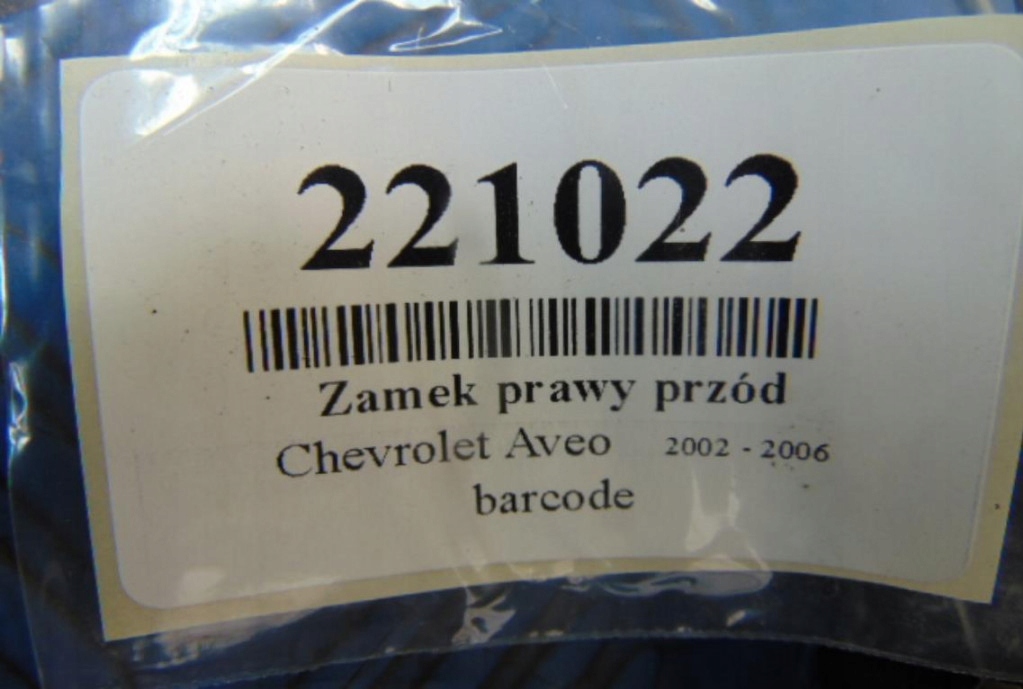 221022
Zamek prawy przód
Chevrolet Aveo 2002 - 2006
barcode